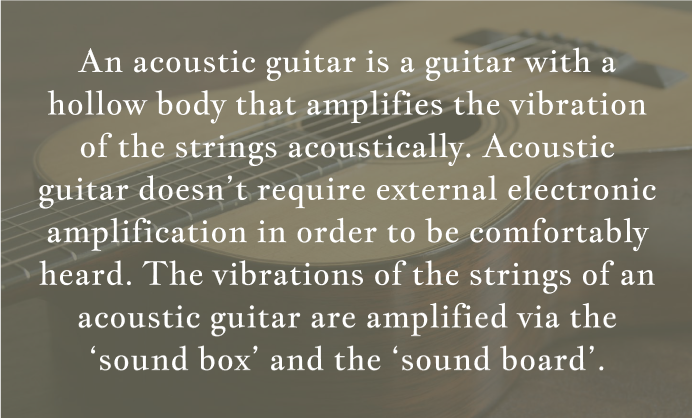 An acoustic guitar is a guitar with a
hollow body that amplifies the vibration
of the strings acoustically. Acoustic
guitar doesn’t require external electronic
amplification in order to be comfortably
heard. The vibrations of the strings of an
acoustic guitar are amplified via the
‘sound box’ and the ‘sound board’.